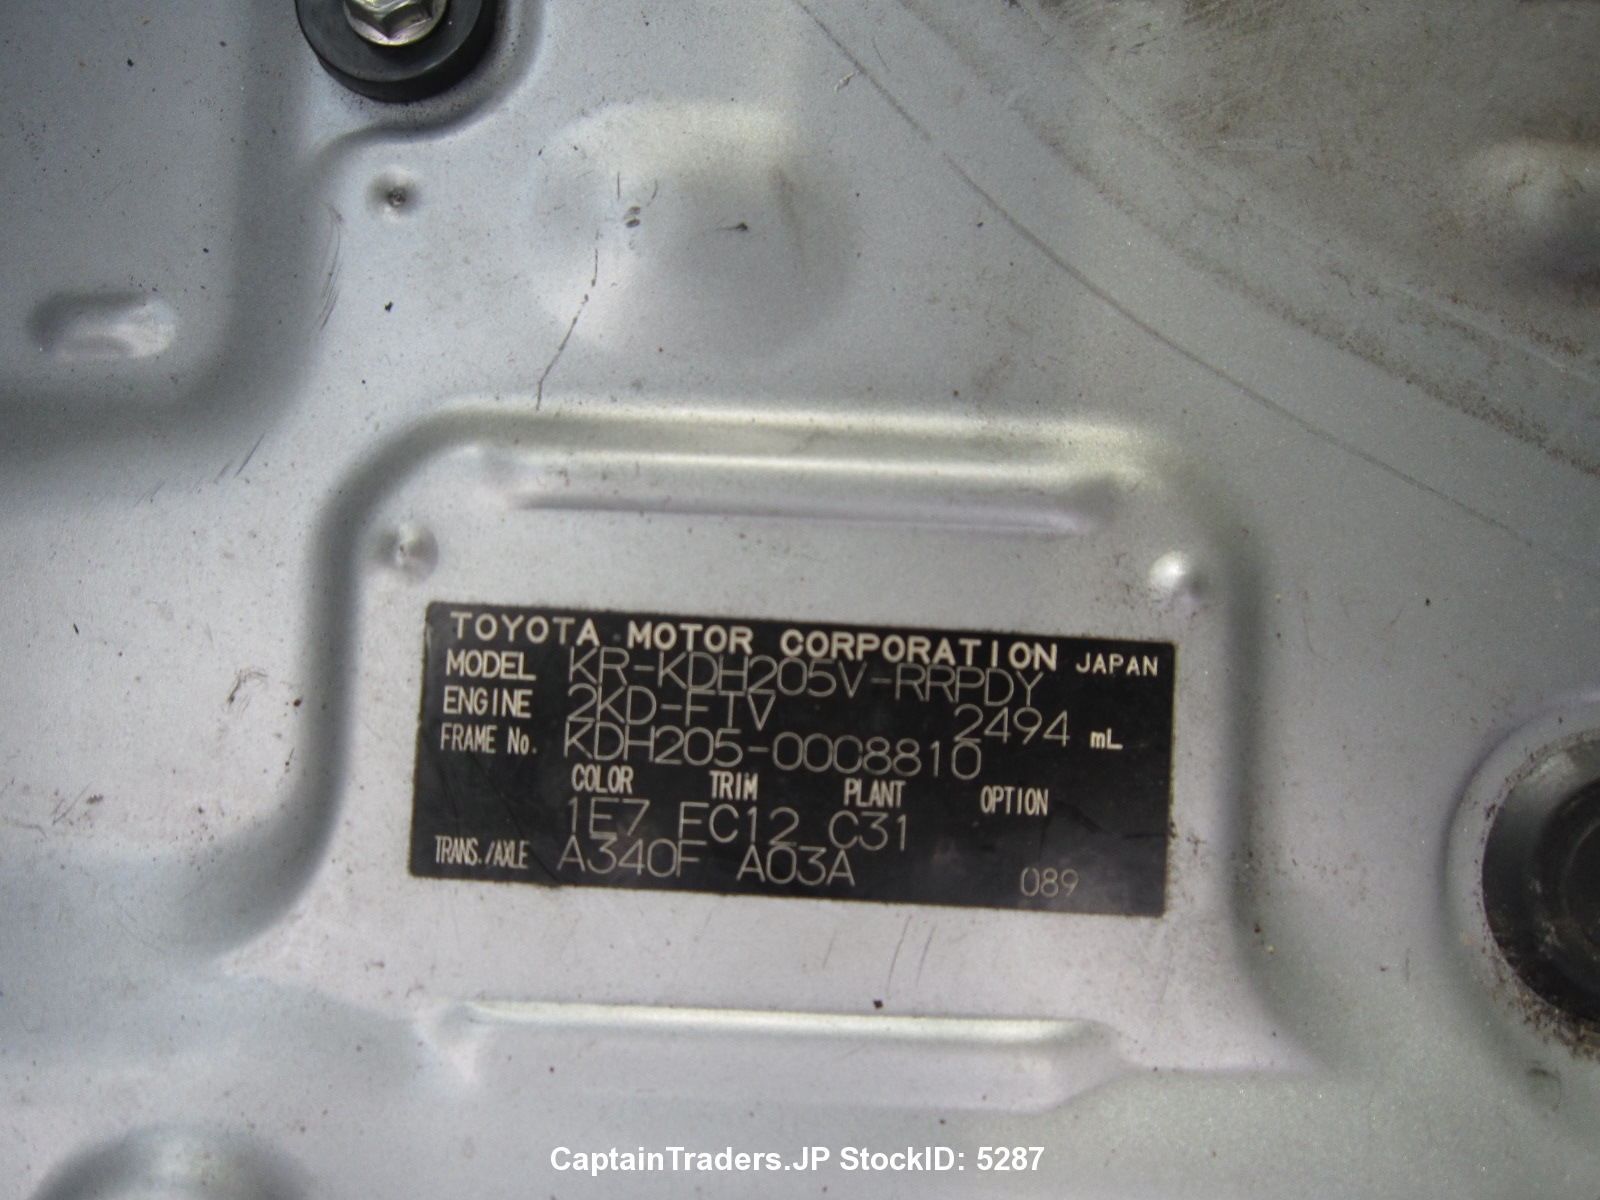 TOYOTA MOTOR CORPORATION JAPAN
MODEL KR-KDH205V-RRPDY
ENGINE 2KD-FTV 2494 mL
FRAME No. KDH205-0008810
COLOR TRIM PLANT OPTION
1E7 FC12 C31
TRANS./AXLE A340F A03A 089
CaptainTraders.JP StockID: 5287